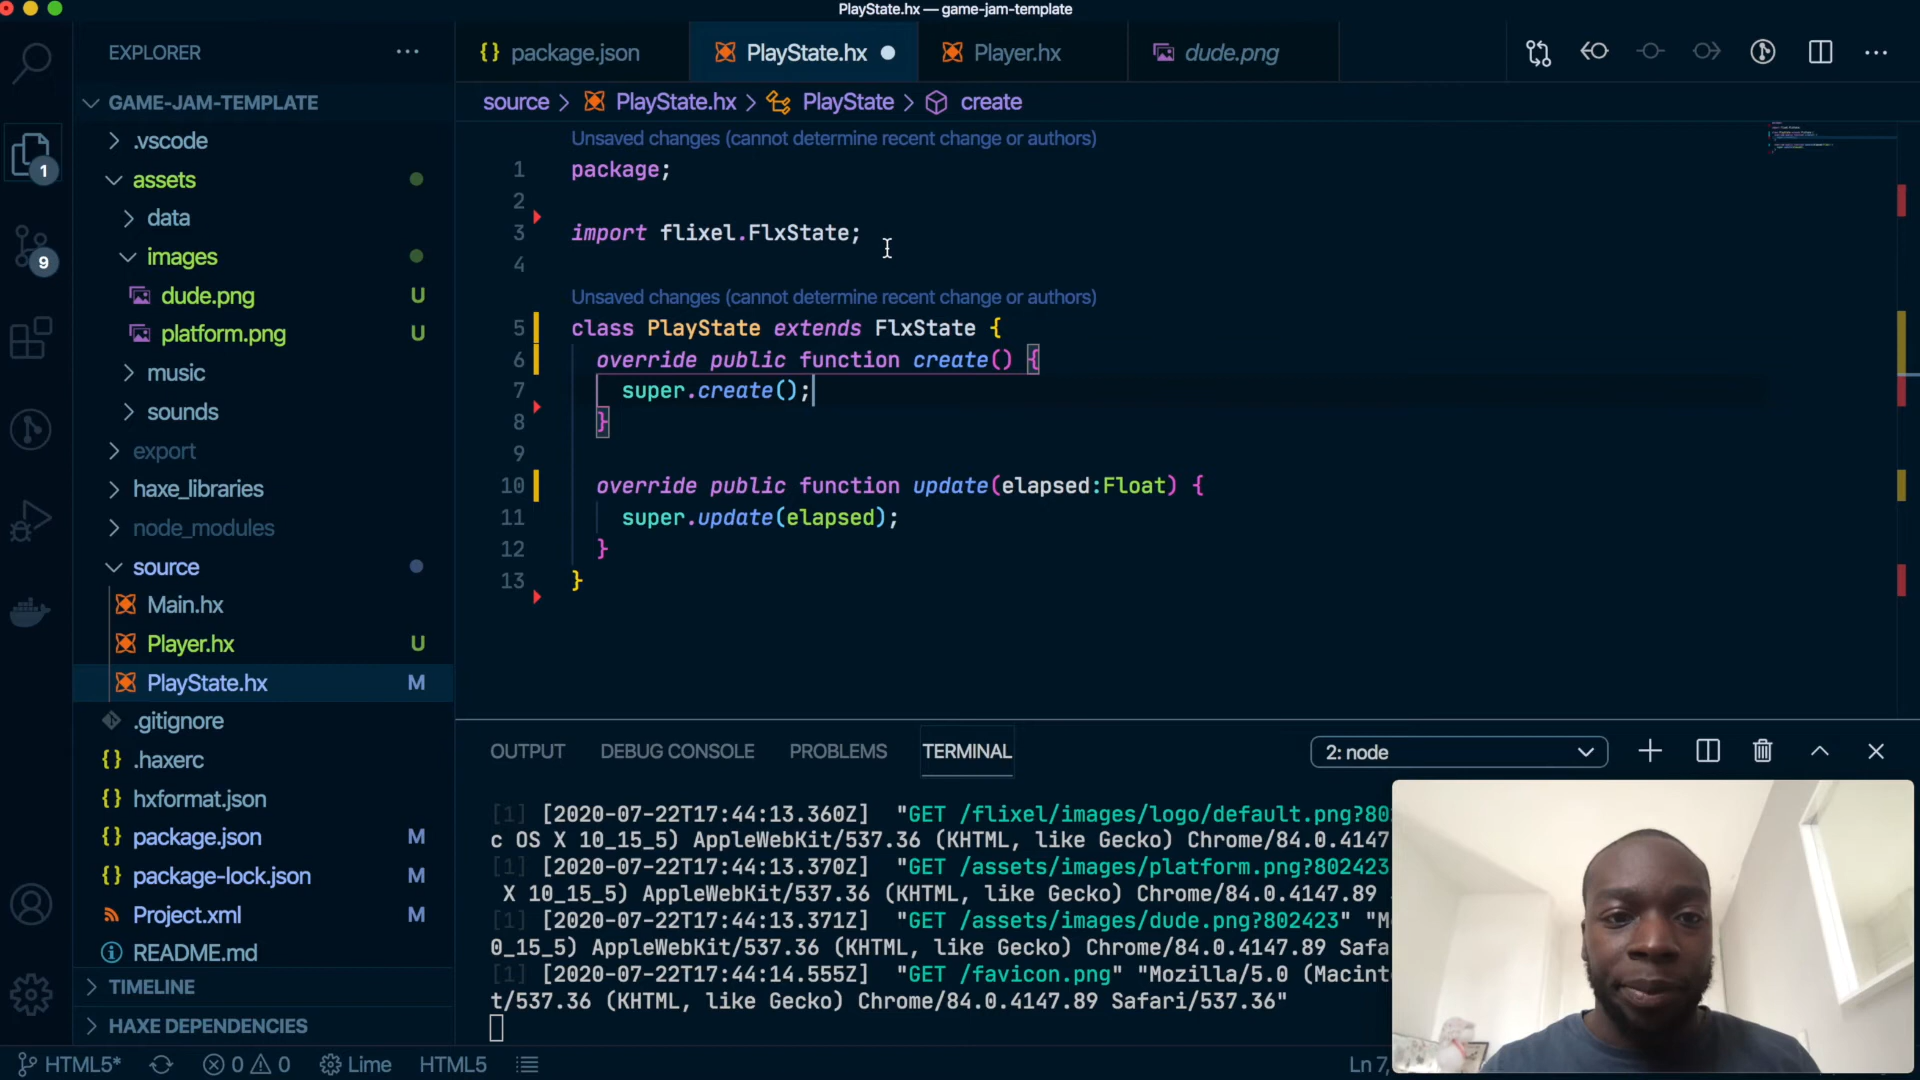 PlayState.hx — game-jam-template
EXPLORER
GAME-JAM-TEMPLATE
.vscode
assets
data
images
dude.png U
platform.png U
music
sounds
export
haxe_libraries
node_modules
source
Main.hx
Player.hx U
PlayState.hx M
.gitignore
.haxerc
hxformat.json
package.json M
package-lock.json M
Project.xml M
README.md
TIMELINE
HAXE DEPENDENCIES
1
9
package.json PlayState.hx Player.hx dude.png
source > PlayState.hx > PlayState > create
Unsaved changes (cannot determine recent change or authors)
1 package;
2
3 import flixel.FlxState;
4
Unsaved changes (cannot determine recent change or authors)
5 class PlayState extends FlxState {
6 override public function create() {
7 super.create();
8 }
9
10 override public function update(elapsed:Float) {
11 super.update(elapsed);
12 }
13 }
OUTPUT DEBUG CONSOLE PROBLEMS TERMINAL 2: node
[1] [2020-07-22T17:44:13.360Z] "GET /flixel/images/logo/default.png?80
c OS X 10_15_5) AppleWebKit/537.36 (KHTML, like Gecko) Chrome/84.0.4147
[1] [2020-07-22T17:44:13.370Z] "GET /assets/images/platform.png?802423
X 10_15_5) AppleWebKit/537.36 (KHTML, like Gecko) Chrome/84.0.4147.89
[1] [2020-07-22T17:44:13.371Z] "GET /assets/images/dude.png?802423" "M
0_15_5) AppleWebKit/537.36 (KHTML, like Gecko) Chrome/84.0.4147.89 Safa
[1] [2020-07-22T17:44:14.555Z] "GET /favicon.png" "Mozilla/5.0 (Macint
t/537.36 (KHTML, like Gecko) Chrome/84.0.4147.89 Safari/537.36"
HTML5* 0 0 Lime HTML5 Ln 7,